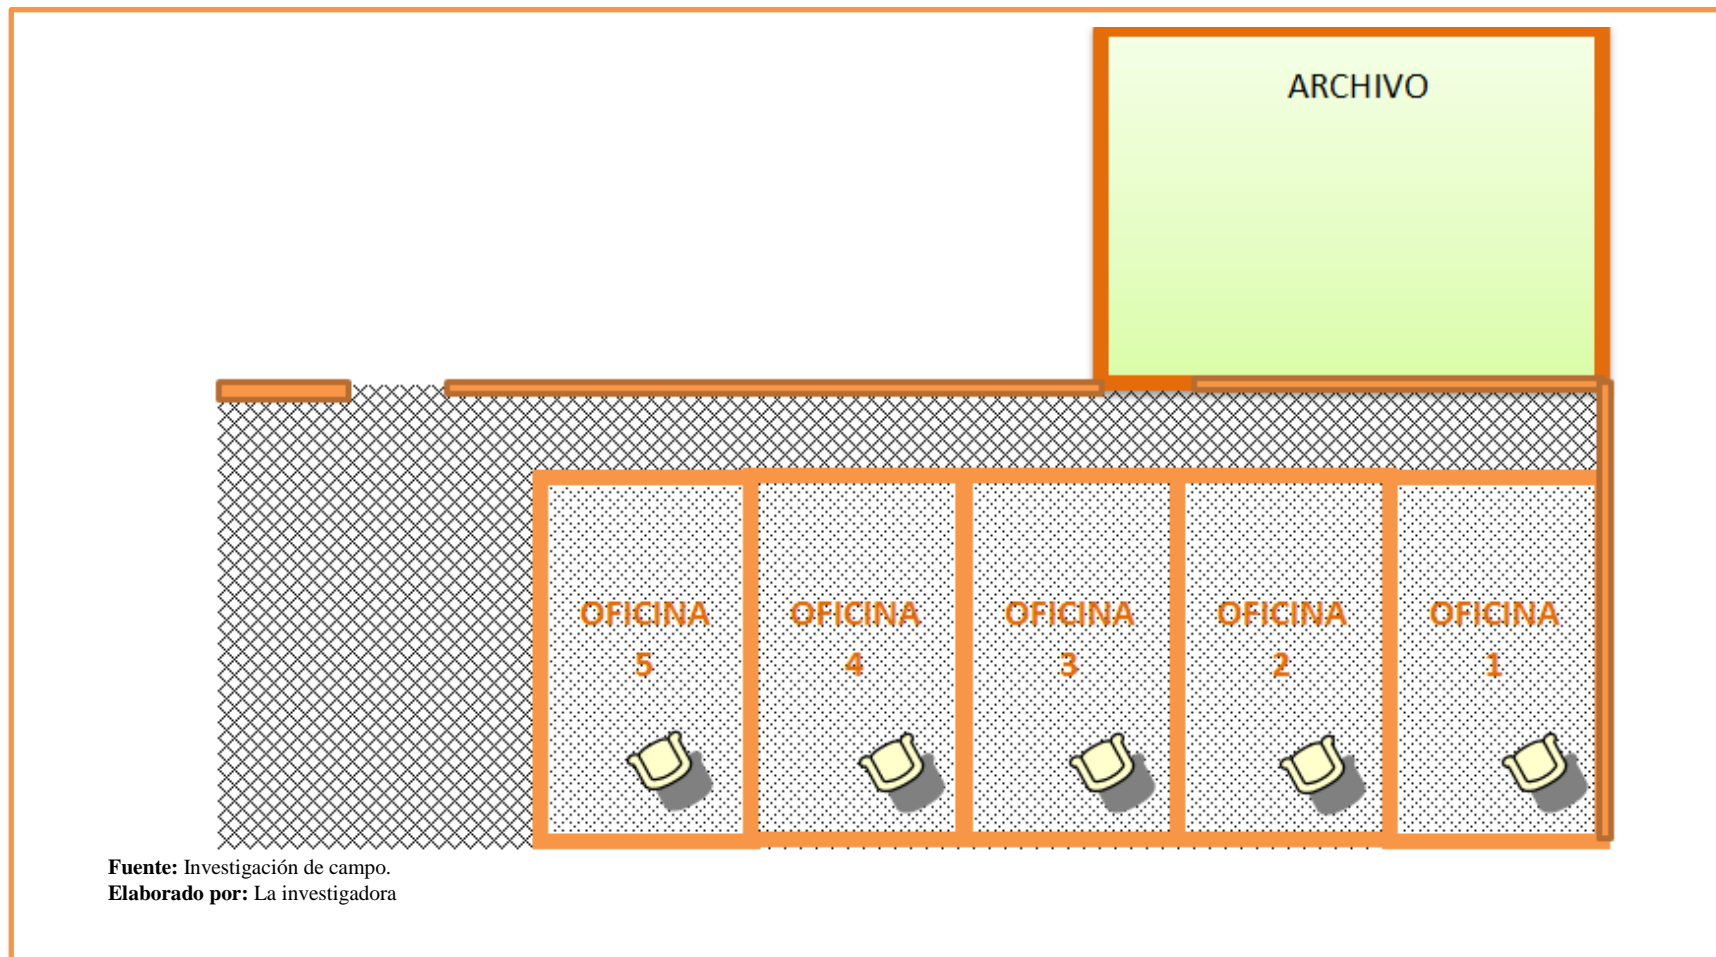 ARCHIVO
OFICINA
5
OFICINA
4
OFICINA
3
OFICINA
2
OFICINA
1
Fuente: Investigación de campo.
Elaborado por: La investigadora